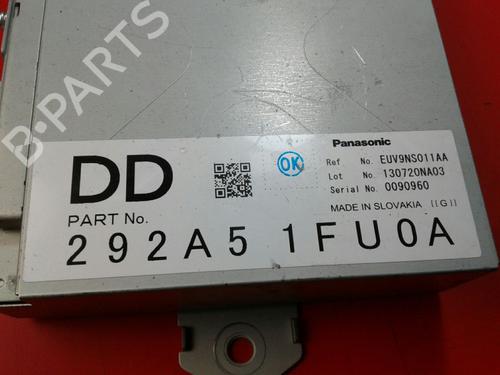 B-Parts
Panasonic
DD
OK
Ref No. EUV9NS011AA
Lot No. 130720NA03
Serial No. 0090960
PART No.
MADE IN SLOVAKIA ((G))
292A5 1FU0A